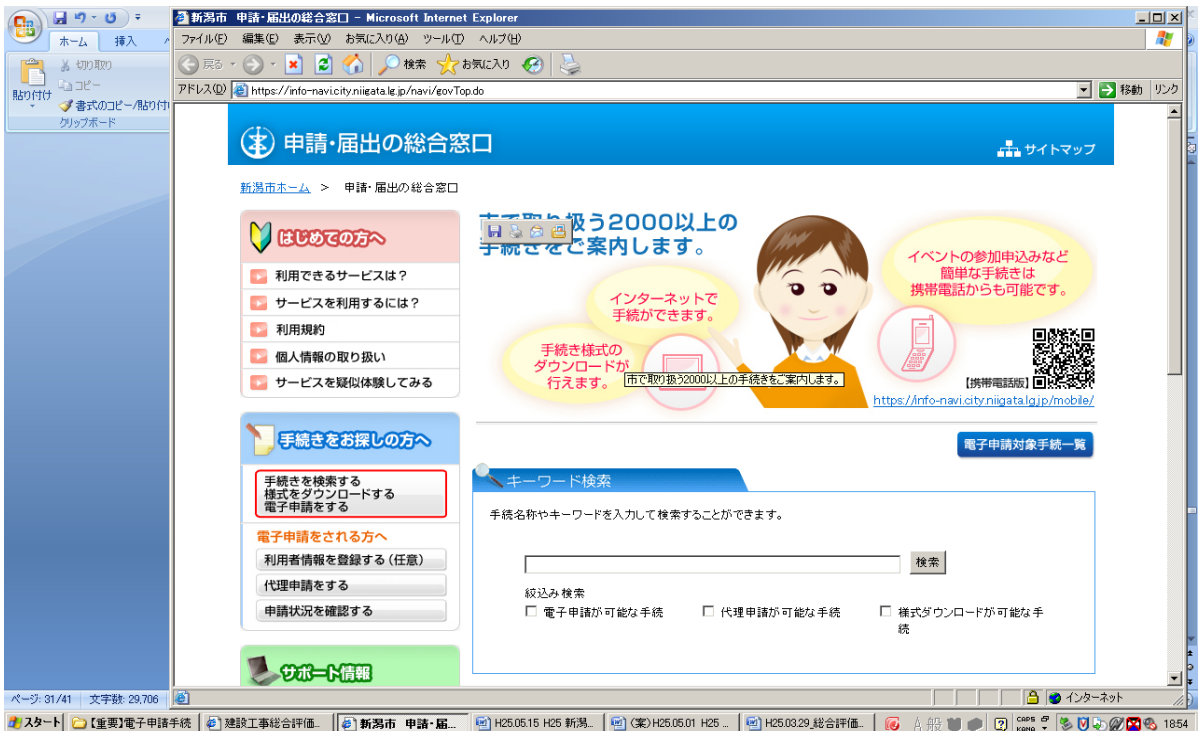 新潟市 申請・届出の総合窓口 - Microsoft Internet Explorer
ファイル(F) 編集(E) 表示(V) お気に入り(A) ツール(T) ヘルプ(H)
ホーム 挿入
戻る 検索 お気に入り
切り取り
コピー
貼り付け
書式のコピー/貼り付け
クリップボード
アドレス(D) https://info-navi.city.niigata.lg.jp/navi/govTop.do 移動 リンク
申請・届出の総合窓口
サイトマップ
新潟市ホーム > 申請・届出の総合窓口
はじめての方へ
利用できるサービスは？
サービスを利用するには？
利用規約
個人情報の取り扱い
サービスを疑似体験してみる
市で取り扱う2000以上の
手続きをご案内します。
インターネットで
手続ができます。
手続き様式の
ダウンロードが
行えます。
市で取り扱う2000以上の手続きをご案内します。
イベントの参加申込みなど
簡単な手続きは
携帯電話からも可能です。
【携帯電話版】
https://info-navi.city.niigata.lg.jp/mobile/
手続きをお探しの方へ
手続きを検索する
様式をダウンロードする
電子申請をする
電子申請をされる方へ
利用者情報を登録する（任意）
代理申請をする
申請状況を確認する
サポート情報
電子申請対象手続一覧
キーワード検索
手続名称やキーワードを入力して検索することができます。
検索
絞込み検索
電子申請が可能な手続 代理申請が可能な手続 様式ダウンロードが可能な手
続
ページ: 31/41 文字数: 29,706
インターネット
スタート 【重要】電子申請手続 建設工事総合評価... 新潟市 申請・届... H25.05.15 H25 新潟... (案)H25.05.01 H25 ... H25.03.29_総合評価... A 般 CAPS KANA 18:54